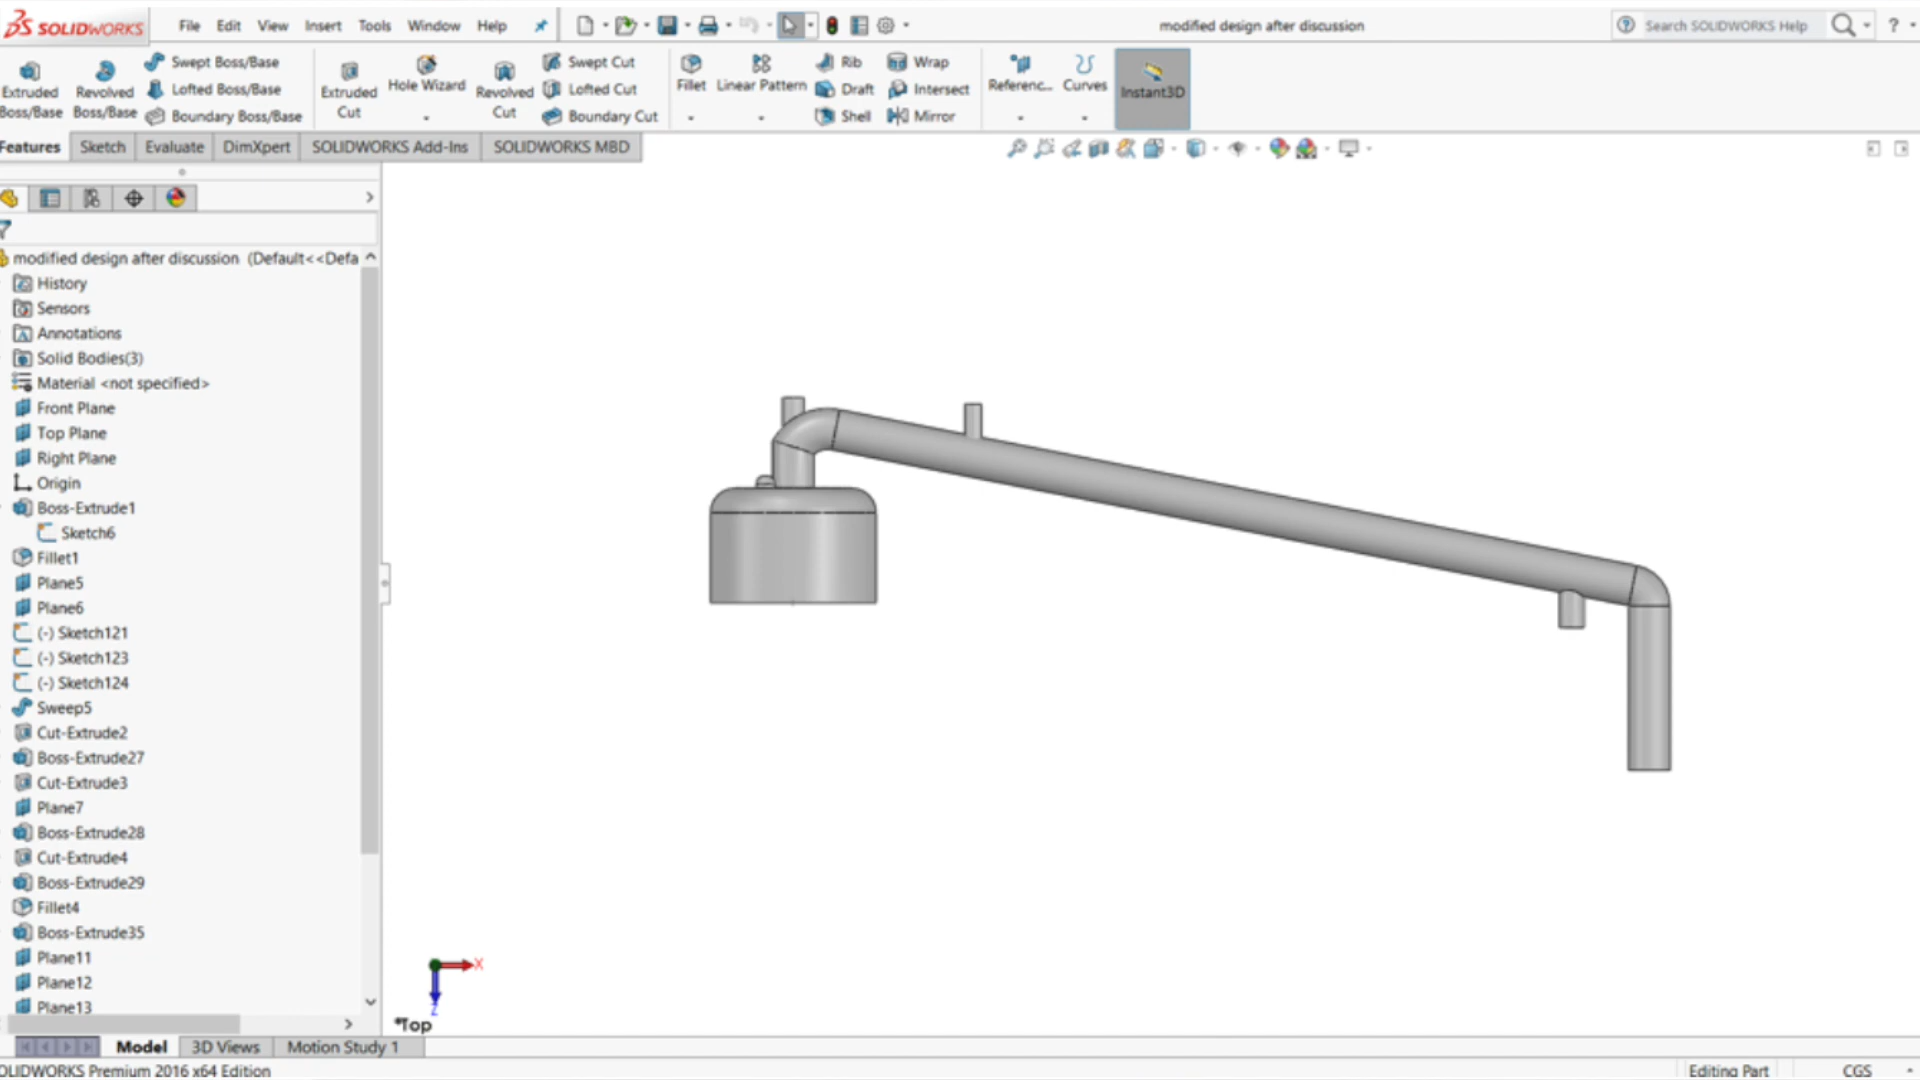 SOLIDWORKS File Edit View Insert Tools Window Help modified design after discussion Search SOLIDWORKS Help ?
Extruded Boss/Base
Revolved Boss/Base
Swept Boss/Base
Lofted Boss/Base
Boundary Boss/Base
Extruded Cut
Hole Wizard
Revolved Cut
Swept Cut
Lofted Cut
Boundary Cut
Fillet
Linear Pattern
Rib
Draft
Shell
Wrap
Intersect
Mirror
Referenc...
Curves
Instant3D
Features Sketch Evaluate DimXpert SOLIDWORKS Add-Ins SOLIDWORKS MBD
modified design after discussion (Default<<Defa
History
Sensors
Annotations
Solid Bodies(3)
Material <not specified>
Front Plane
Top Plane
Right Plane
Origin
Boss-Extrude1
Sketch6
Fillet1
Plane5
Plane6
(-) Sketch121
(-) Sketch123
(-) Sketch124
Sweep5
Cut-Extrude2
Boss-Extrude27
Cut-Extrude3
Plane7
Boss-Extrude28
Cut-Extrude4
Boss-Extrude29
Fillet4
Boss-Extrude35
Plane11
Plane12
Plane13
X
Z
*Top
Model 3D Views Motion Study 1
OLIDWORKS Premium 2016 x64 Edition Editing Part CGS